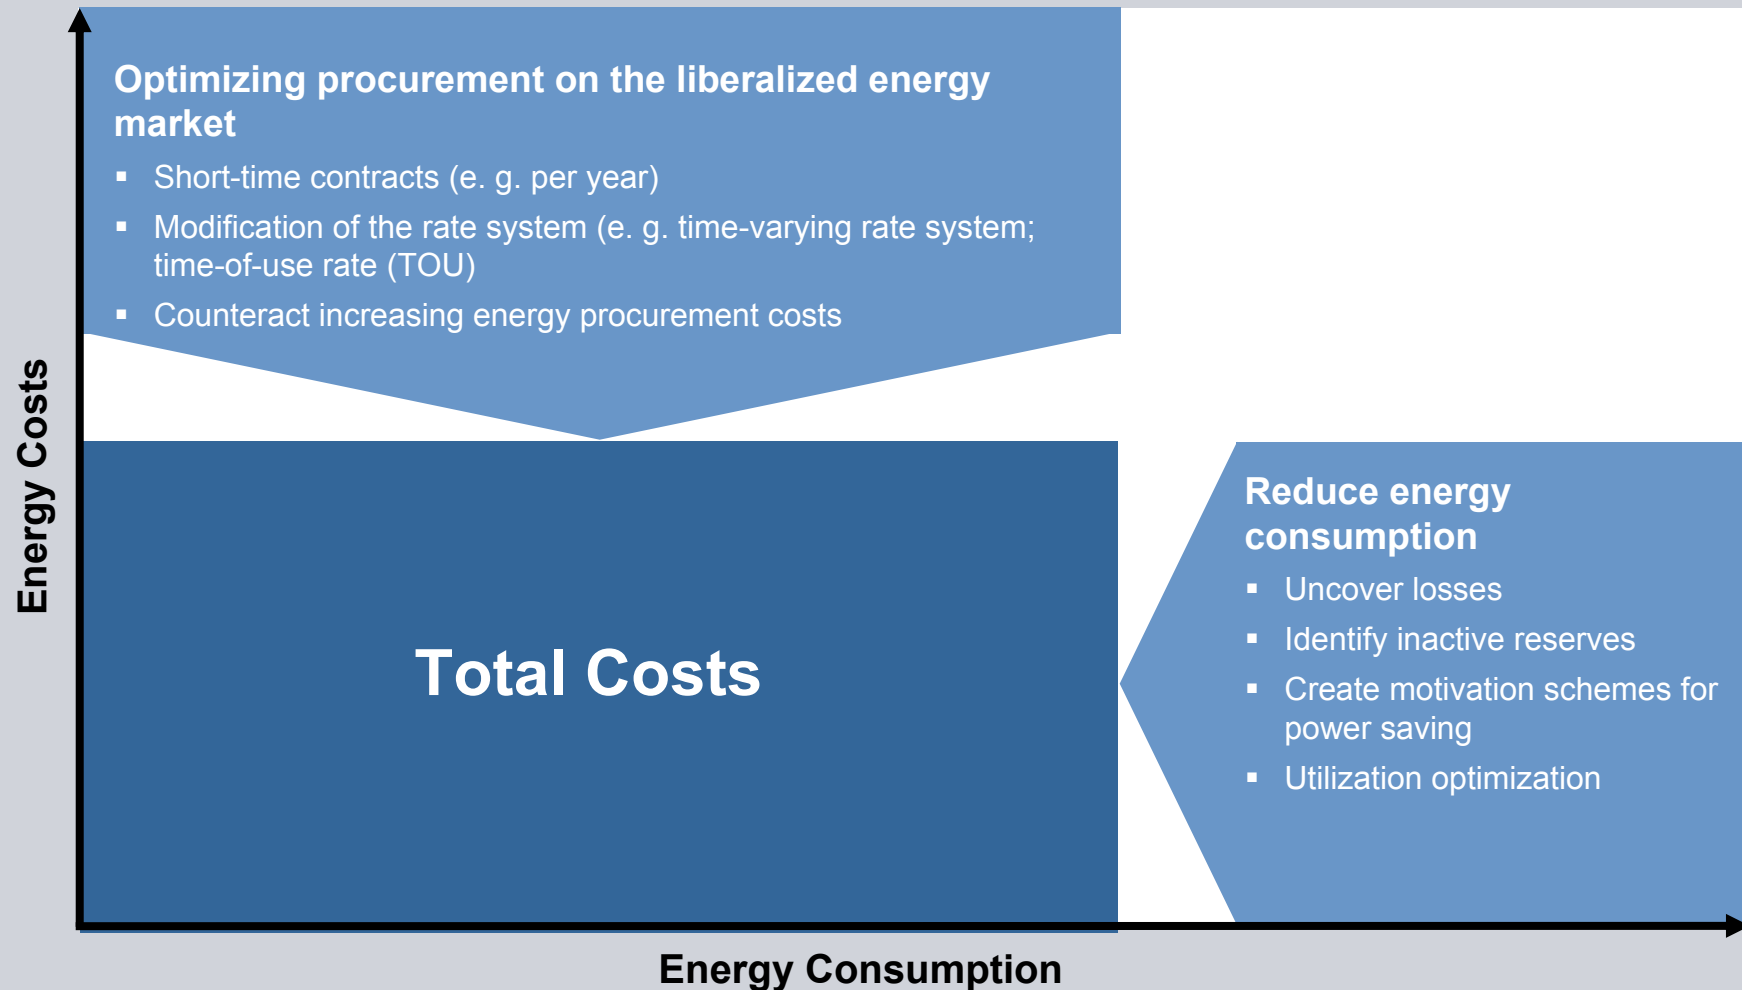 Optimizing procurement on the liberalized energy
market
▪ Short-time contracts (e. g. per year)
▪ Modification of the rate system (e. g. time-varying rate system;
time-of-use rate (TOU)
▪ Counteract increasing energy procurement costs
Energy Costs
Total Costs
Reduce energy
consumption
▪ Uncover losses
▪ Identify inactive reserves
▪ Create motivation schemes for
power saving
▪ Utilization optimization
Energy Consumption